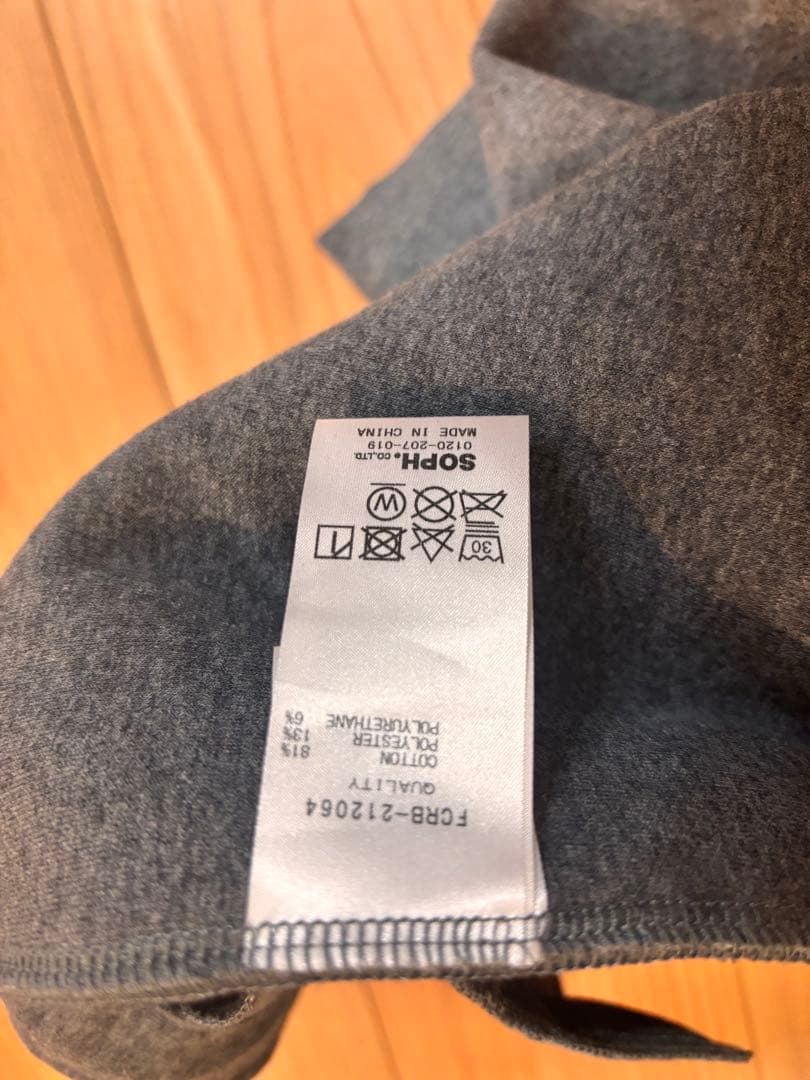 FCRB-212064
QUALITY
COTTON 81%
POLYESTER 13%
POLYURETHANE 6%
30
W
SOPH.® CO.,LTD.
0120-207-019
MADE IN CHINA